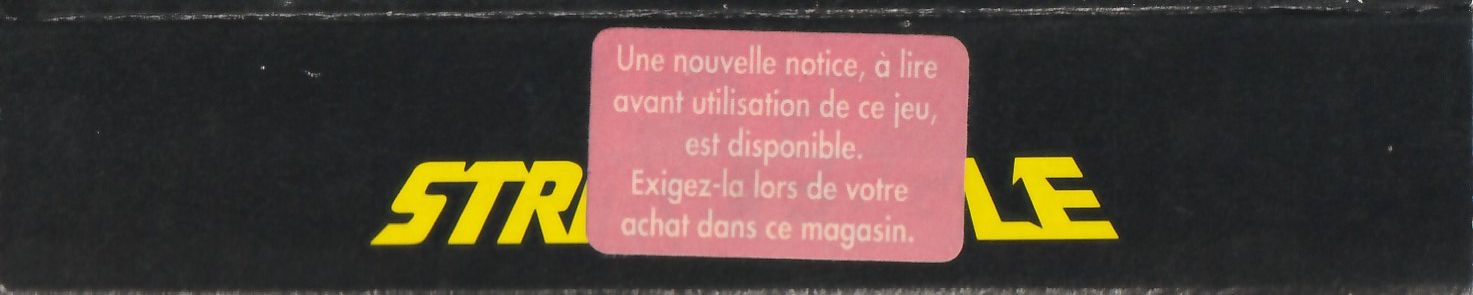 Une nouvelle notice, à lire
avant utilisation de ce jeu,
est disponible.
Exigez-la lors de votre
achat dans ce magasin.